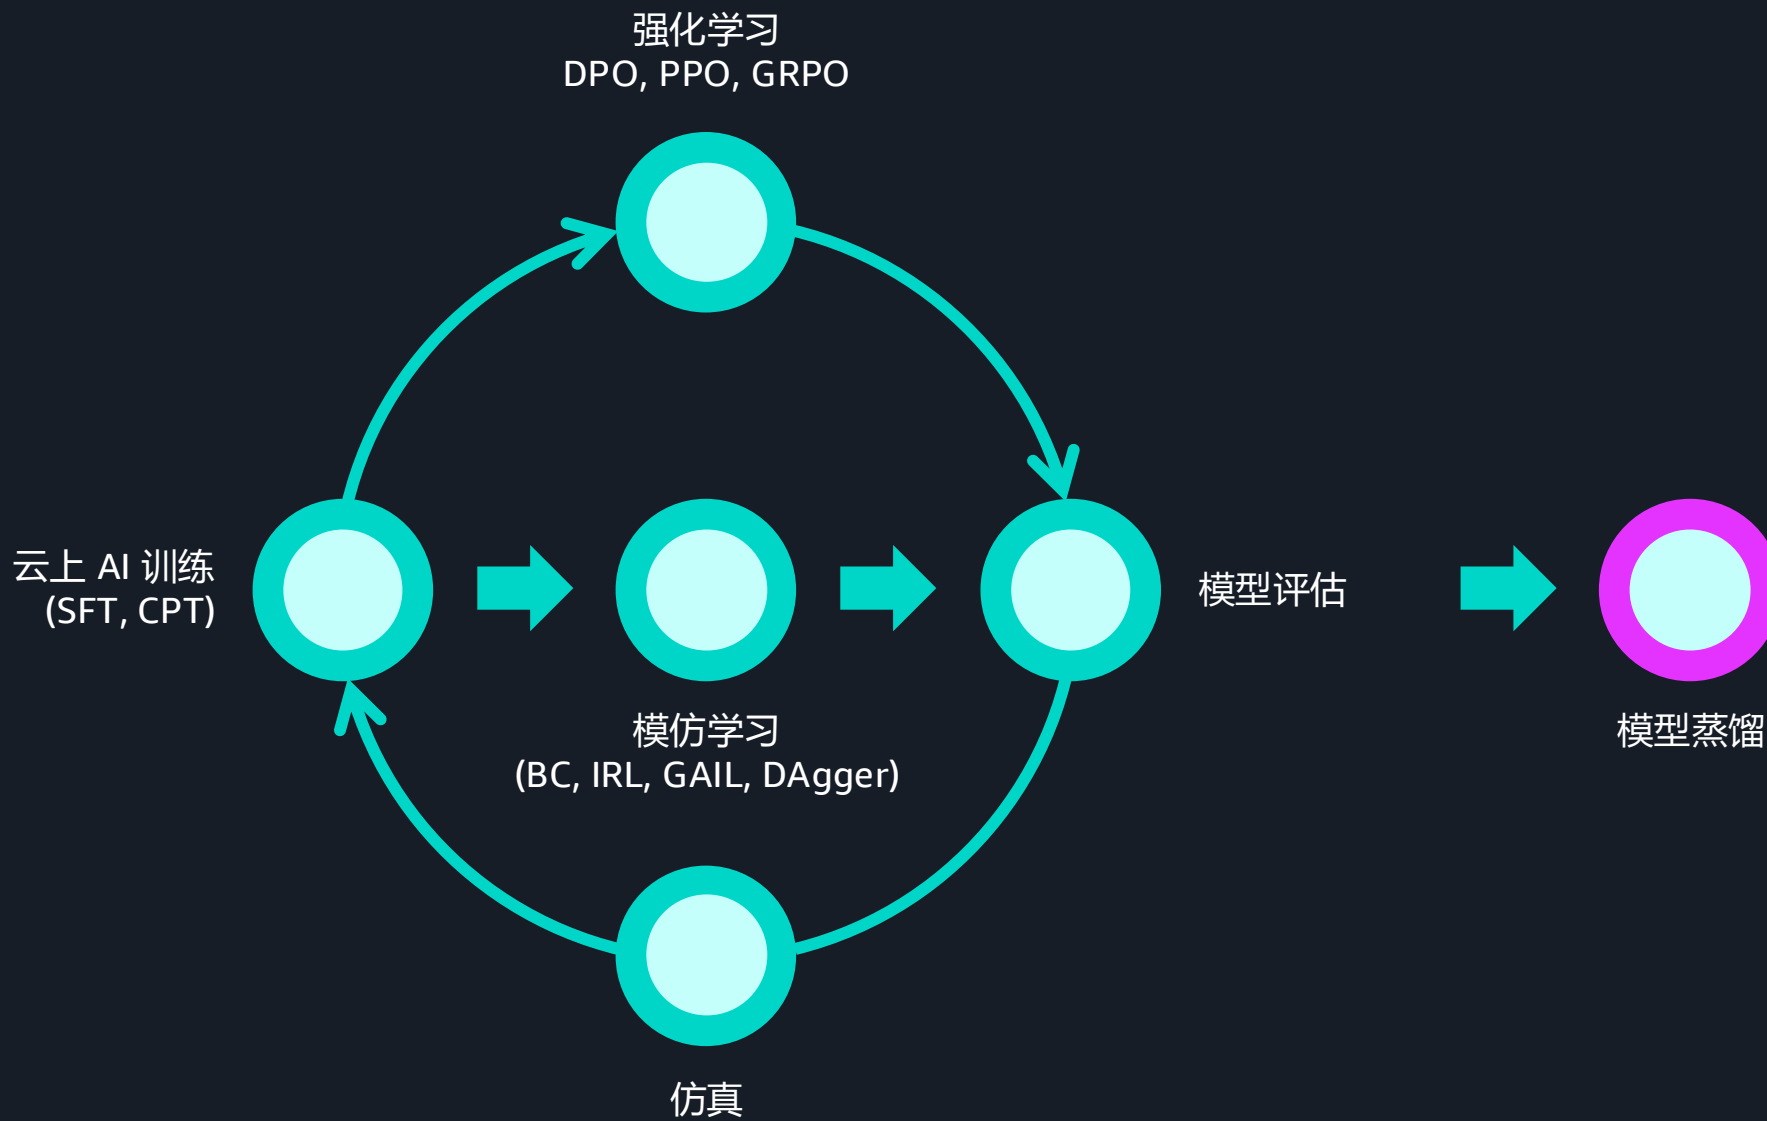 强化学习
DPO, PPO, GRPO
云上 AI 训练
(SFT, CPT)
模型评估
模仿学习
(BC, IRL, GAIL, DAgger)
模型蒸馏
仿真